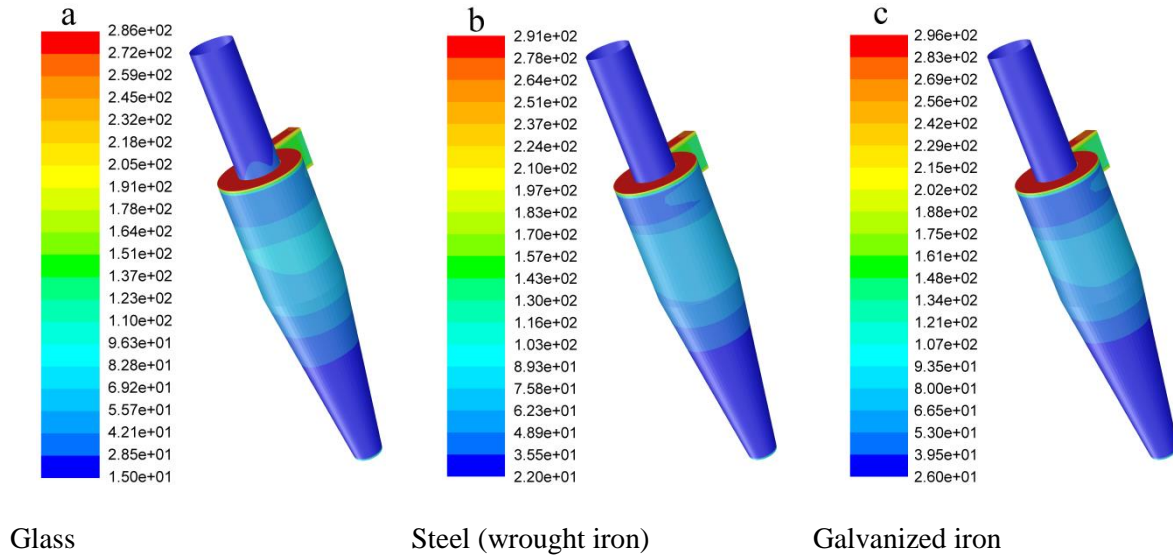 a
2.86e+02
2.72e+02
2.59e+02
2.45e+02
2.32e+02
2.18e+02
2.05e+02
1.91e+02
1.78e+02
1.64e+02
1.51e+02
1.37e+02
1.23e+02
1.10e+02
9.63e+01
8.28e+01
6.92e+01
5.57e+01
4.21e+01
2.85e+01
1.50e+01
b
2.91e+02
2.78e+02
2.64e+02
2.51e+02
2.37e+02
2.24e+02
2.10e+02
1.97e+02
1.83e+02
1.70e+02
1.57e+02
1.43e+02
1.30e+02
1.16e+02
1.03e+02
8.93e+01
7.58e+01
6.23e+01
4.89e+01
3.55e+01
2.20e+01
c
2.96e+02
2.83e+02
2.69e+02
2.56e+02
2.42e+02
2.29e+02
2.15e+02
2.02e+02
1.88e+02
1.75e+02
1.61e+02
1.48e+02
1.34e+02
1.21e+02
1.07e+02
9.35e+01
8.00e+01
6.65e+01
5.30e+01
3.95e+01
2.60e+01
Glass
Steel (wrought iron)
Galvanized iron